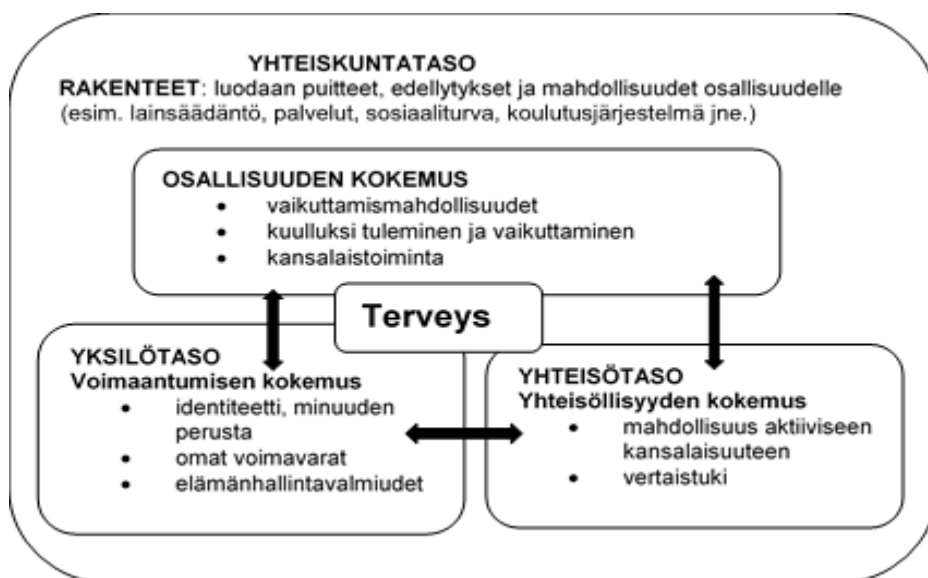 YHTEISKUNTATASO
RAKENTEET: luodaan puitteet, edellytykset ja mahdollisuudet osallisuudelle
(esim. lainsäädäntö, palvelut, sosiaaliturva, koulutusjärjestelmä jne.)
OSALLISUUDEN KOKEMUS
• vaikuttamismahdollisuudet
• kuulluksi tuleminen ja vaikuttaminen
• kansalaistoiminta
Terveys
YKSILÖTASO
Voimaantumisen kokemus
• identiteetti, minuuden
perusta
• omat voimavarat
• elämänhallintavalmiudet
YHTEISÖTASO
Yhteisöllisyyden kokemus
• mahdollisuus aktiiviseen
kansalaisuuteen
• vertaistuki